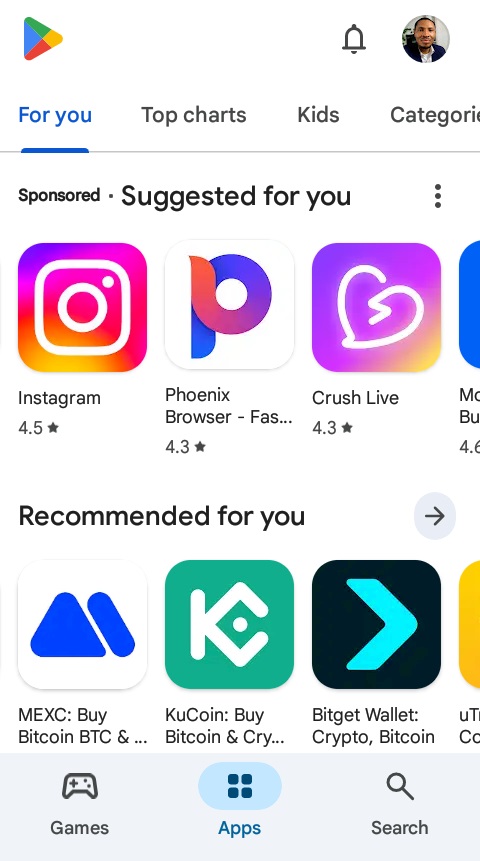 For you Top charts Kids Categorie
Sponsored · Suggested for you
Instagram
4.5 ★
Phoenix
Browser - Fas...
4.3 ★
Crush Live
4.3 ★
Mo
Bu
4.6
Recommended for you
MEXC: Buy
Bitcoin BTC & ...
KuCoin: Buy
Bitcoin & Cry...
Bitget Wallet:
Crypto, Bitcoin
uTr
Co
Games Apps Search